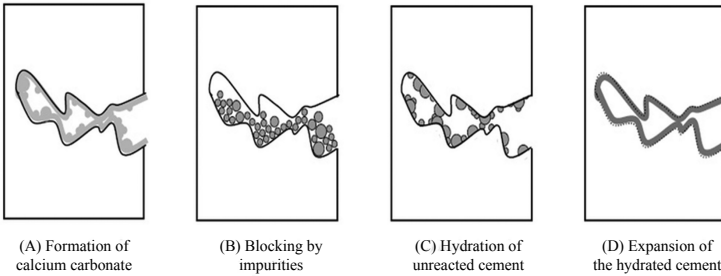 (A) Formation of
calcium carbonate
(B) Blocking by
impurities
(C) Hydration of
unreacted cement
(D) Expansion of
the hydrated cement